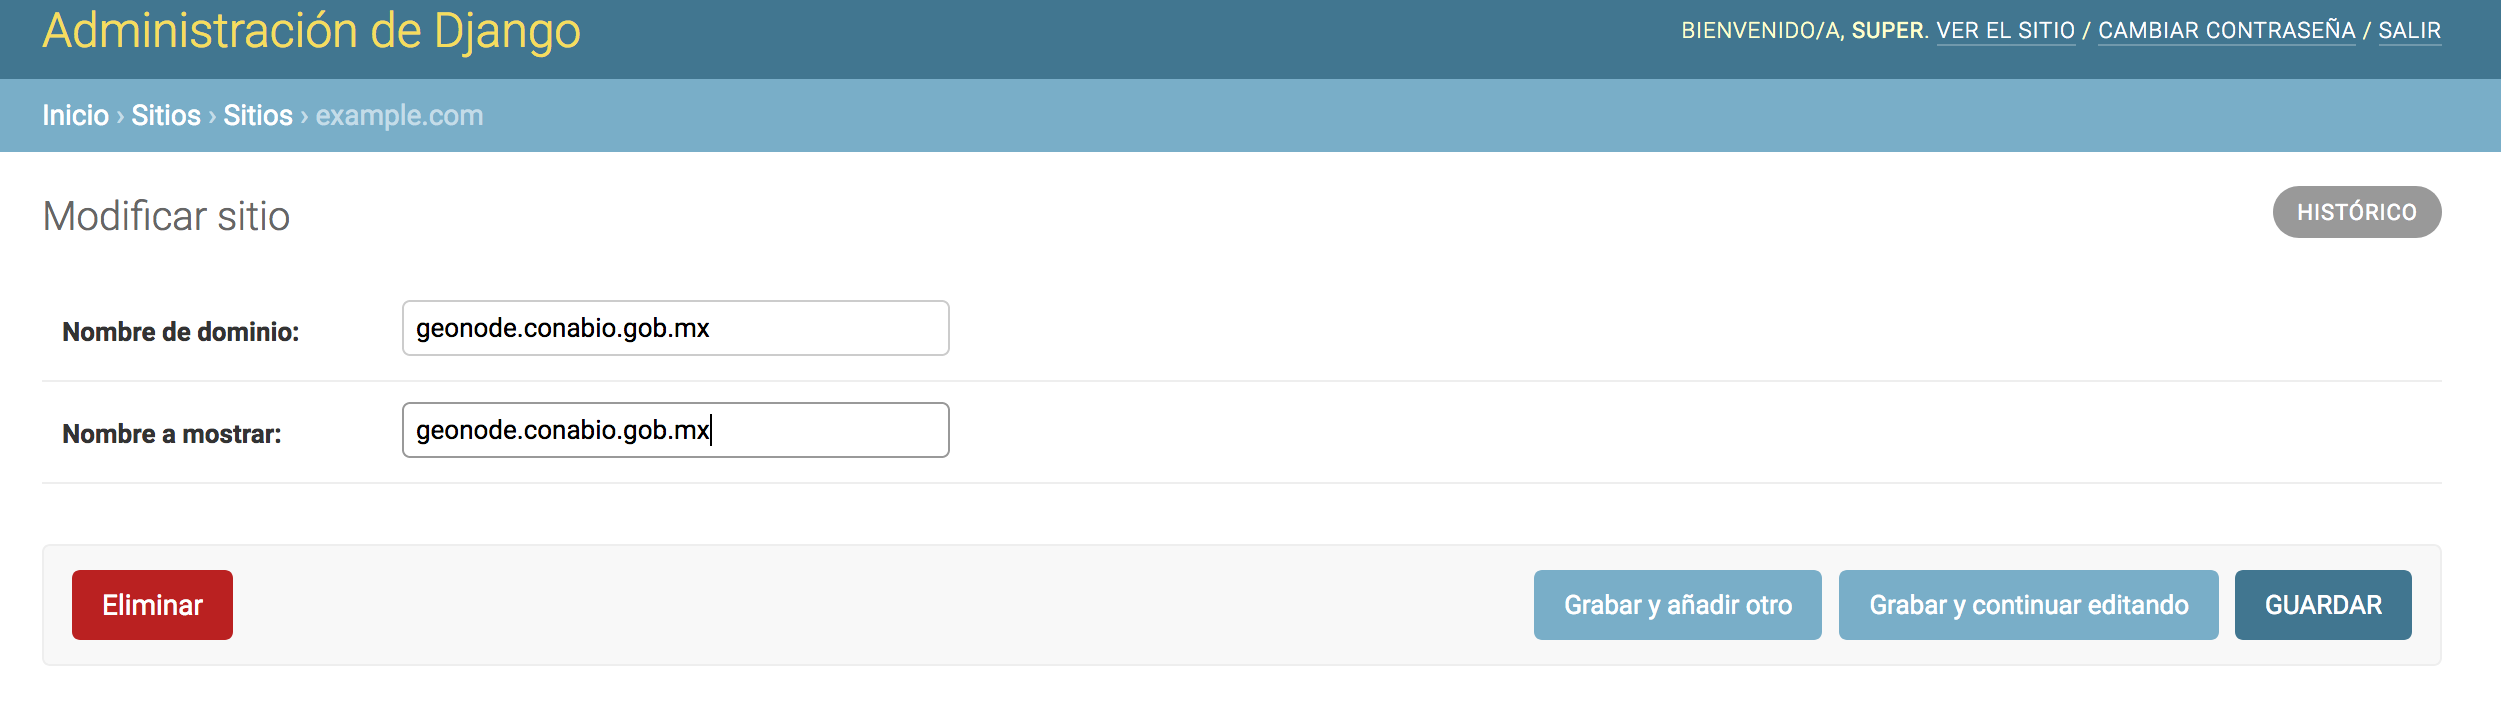 Administración de Django
BIENVENIDO/A, SUPER. VER EL SITIO / CAMBIAR CONTRASEÑA / SALIR
Inicio › Sitios › Sitios › example.com
Modificar sitio
HISTÓRICO
Nombre de dominio: geonode.conabio.gob.mx
Nombre a mostrar: geonode.conabio.gob.mx
Eliminar
Grabar y añadir otro
Grabar y continuar editando
GUARDAR